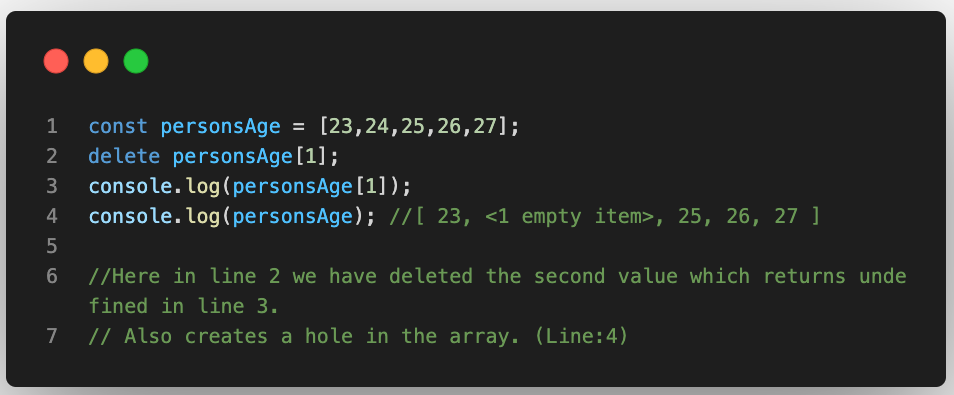 1 const personsAge = [23,24,25,26,27];
2 delete personsAge[1];
3 console.log(personsAge[1]);
4 console.log(personsAge); //[ 23, <1 empty item>, 25, 26, 27 ]
5
6 //Here in line 2 we have deleted the second value which returns unde
fined in line 3.
7 // Also creates a hole in the array. (Line:4)